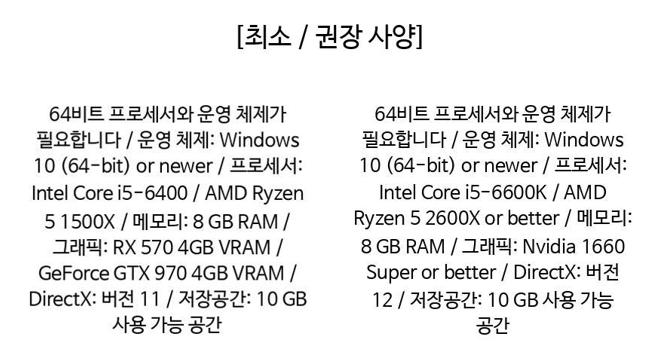 [최소 / 권장 사양]
64비트 프로세서와 운영 체제가
필요합니다 / 운영 체제: Windows
10 (64-bit) or newer / 프로세서:
Intel Core i5-6400 / AMD Ryzen
5 1500X / 메모리: 8 GB RAM /
그래픽: RX 570 4GB VRAM /
GeForce GTX 970 4GB VRAM /
DirectX: 버전 11 / 저장공간: 10 GB
사용 가능 공간
64비트 프로세서와 운영 체제가
필요합니다 / 운영 체제: Windows
10 (64-bit) or newer / 프로세서:
Intel Core i5-6600K / AMD
Ryzen 5 2600X or better / 메모리:
8 GB RAM / 그래픽: Nvidia 1660
Super or better / DirectX: 버전
12 / 저장공간: 10 GB 사용 가능
공간